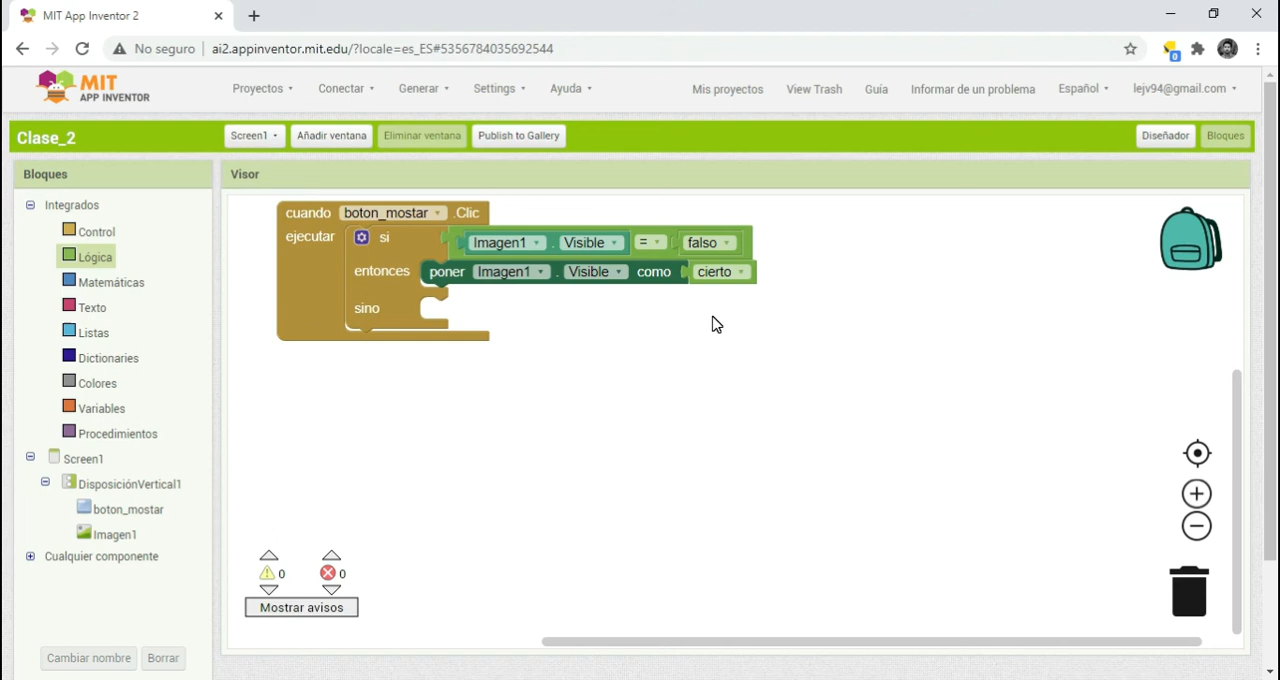 MIT App Inventor 2
No seguro | ai2.appinventor.mit.edu/?locale=es_ES#5356784035692544
0
MIT
APP INVENTOR
Proyectos Conectar Generar Settings Ayuda Mis proyectos View Trash Guía Informar de un problema Español lejv94@gmail.com
Clase_2 Screen1 Añadir ventana Eliminar ventana Publish to Gallery Diseñador Bloques
Bloques
Integrados
Control
Lógica
Matemáticas
Texto
Listas
Dictionaries
Colores
Variables
Procedimientos
Screen1
DisposiciónVertical1
boton_mostar
Imagen1
Cualquier componente
Cambiar nombre Borrar
Visor
cuando boton_mostar .Clic
ejecutar si Imagen1 . Visible = falso
entonces poner Imagen1 . Visible como cierto
sino
0 0
Mostrar avisos